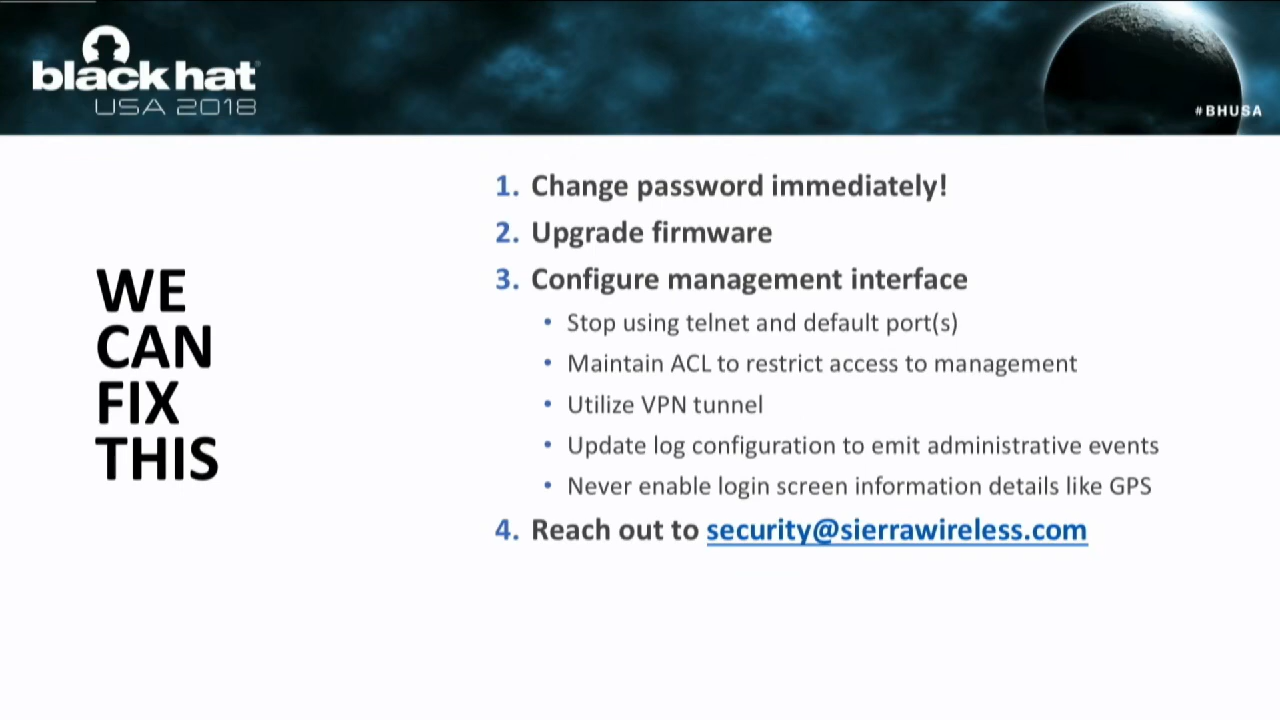 black hat
USA 2018
#BHUSA
WE
CAN
FIX
THIS
1. Change password immediately!
2. Upgrade firmware
3. Configure management interface
• Stop using telnet and default port(s)
• Maintain ACL to restrict access to management
• Utilize VPN tunnel
• Update log configuration to emit administrative events
• Never enable login screen information details like GPS
4. Reach out to security@sierrawireless.com